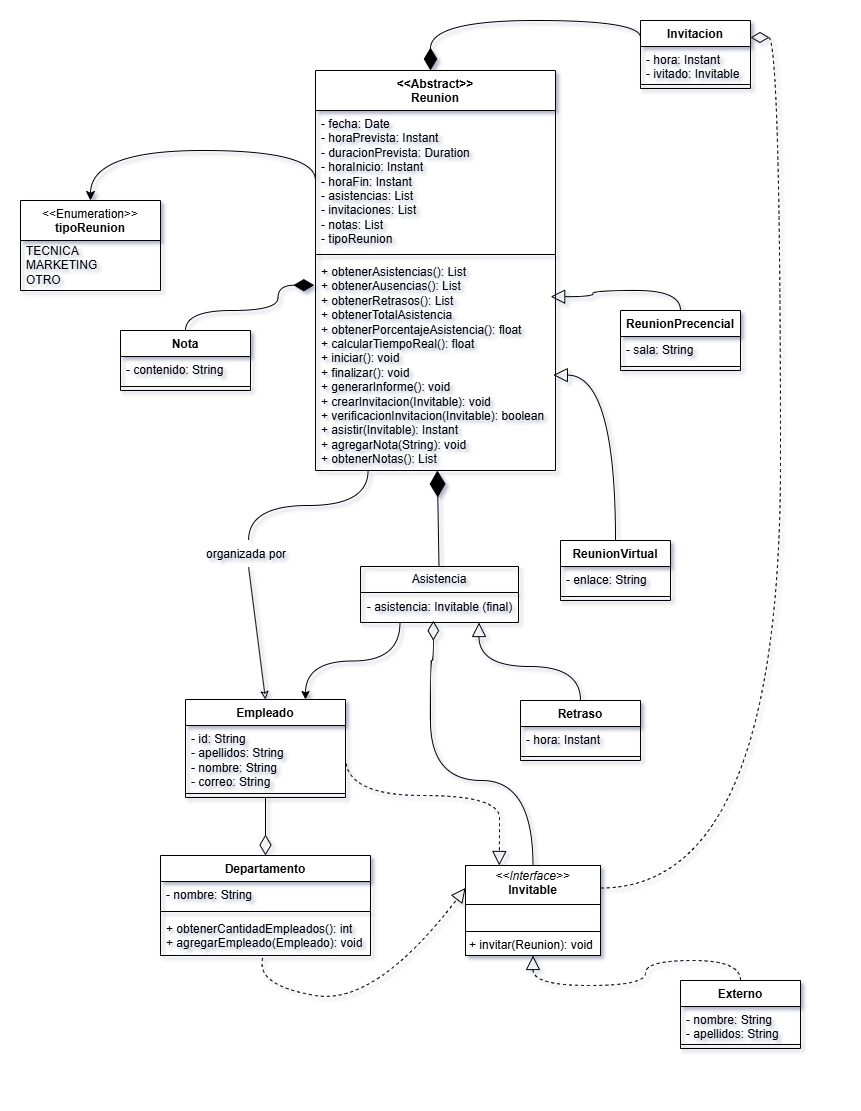 Invitacion
- hora: Instant
- ivitado: Invitable
<<Abstract>>
Reunion
- fecha: Date
- horaPrevista: Instant
- duracionPrevista: Duration
- horaInicio: Instant
- horaFin: Instant
- asistencias: List
- invitaciones: List
- notas: List
- tipoReunion
+ obtenerAsistencias(): List
+ obtenerAusencias(): List
+ obtenerRetrasos(): List
+ obtenerTotalAsistencia
+ obtenerPorcentajeAsistencia(): float
+ calcularTiempoReal(): float
+ iniciar(): void
+ finalizar(): void
+ generarInforme(): void
+ crearInvitacion(Invitable): void
+ verificacionInvitacion(Invitable): boolean
+ asistir(Invitable): Instant
+ agregarNota(String): void
+ obtenerNotas(): List
<<Enumeration>>
tipoReunion
TECNICA
MARKETING
OTRO
Nota
- contenido: String
ReunionPrecencial
- sala: String
ReunionVirtual
- enlace: String
organizada por
Asistencia
- asistencia: Invitable (final)
Empleado
- id: String
- apellidos: String
- nombre: String
- correo: String
Retraso
- hora: Instant
Departamento
- nombre: String
+ obtenerCantidadEmpleados(): int
+ agregarEmpleado(Empleado): void
<<Interface>>
Invitable
+ invitar(Reunion): void
Externo
- nombre: String
- apellidos: String